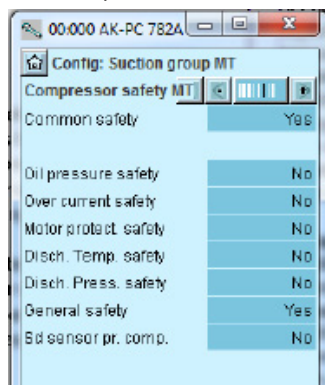 00:000 AK-PC 782A
Config: Suction group MT
Compressor safety MT
Common safety Yes
Oil pressure safety No
Over current safety No
Motor protect. safety No
Disch. Temp. safety No
Disch. Press. safety No
General safety Yes
Sd sensor pr. comp. No